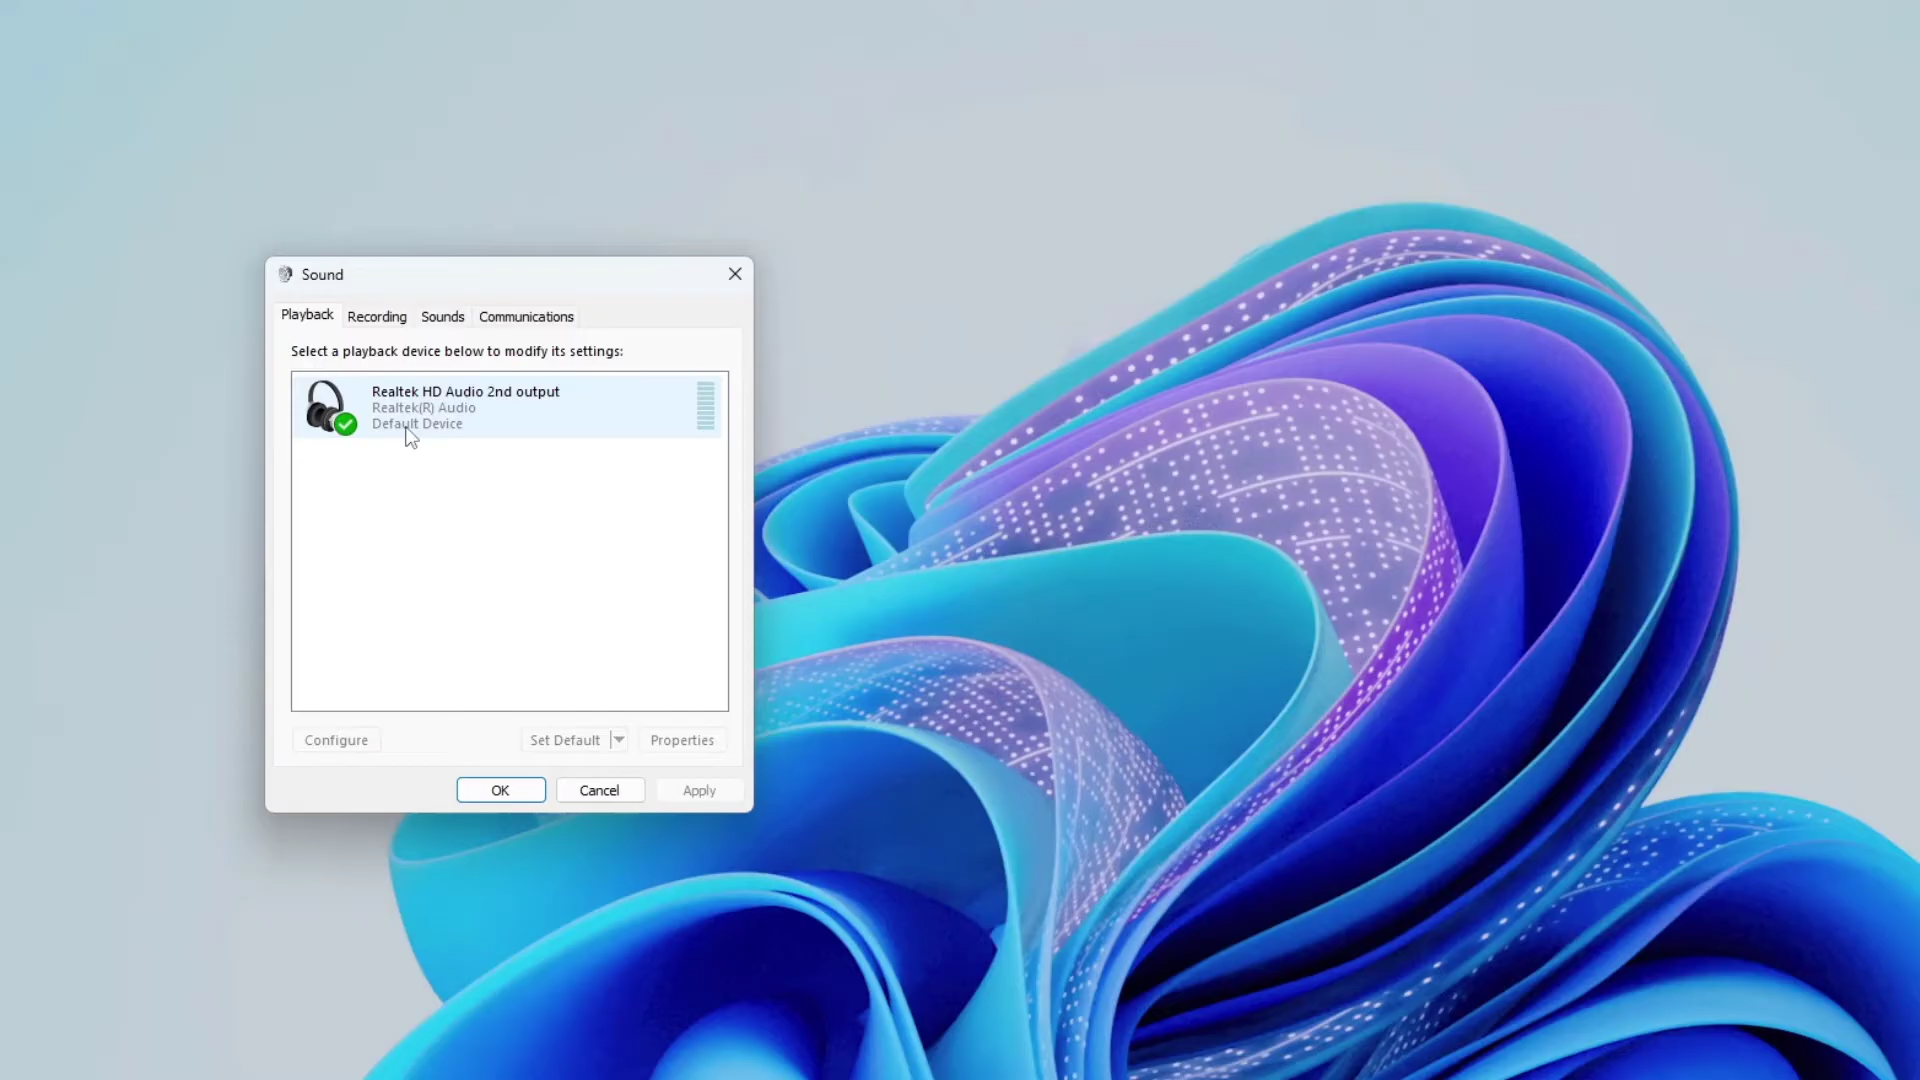 Sound
Playback
Recording
Sounds
Communications
Select a playback device below to modify its settings:
Realtek HD Audio 2nd output
Realtek(R) Audio
Default Device
Configure
Set Default
Properties
OK
Cancel
Apply